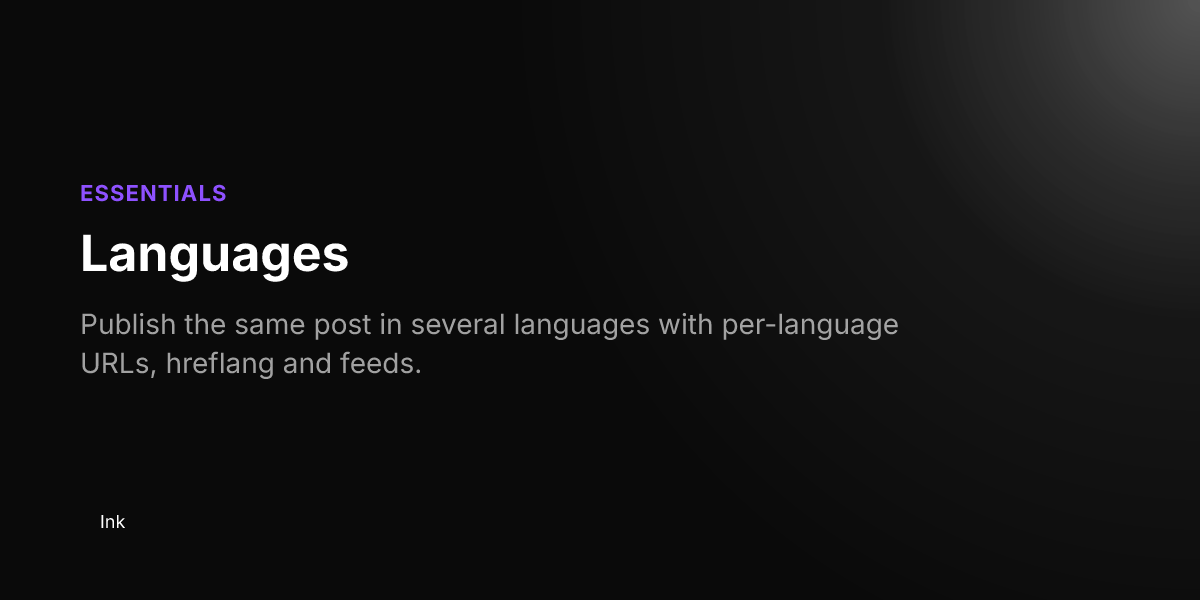 ESSENTIALS
Languages
Publish the same post in several languages with per-language
URLs, hreflang and feeds.
Ink